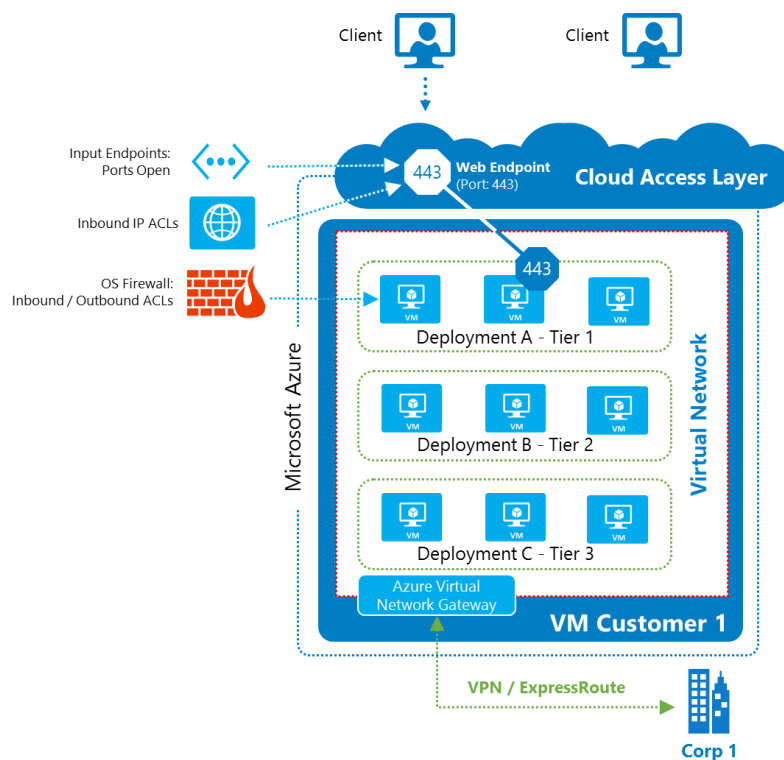 Client
Client
Input Endpoints:
Ports Open
443
Web Endpoint
(Port: 443)
Cloud Access Layer
Inbound IP ACLs
443
OS Firewall:
Inbound / Outbound ACLs
VM
VM
VM
Deployment A - Tier 1
Microsoft Azure
Virtual Network
VM
VM
VM
Deployment B - Tier 2
VM
VM
VM
Deployment C - Tier 3
Azure Virtual
Network Gateway
VM Customer 1
VPN / ExpressRoute
Corp 1